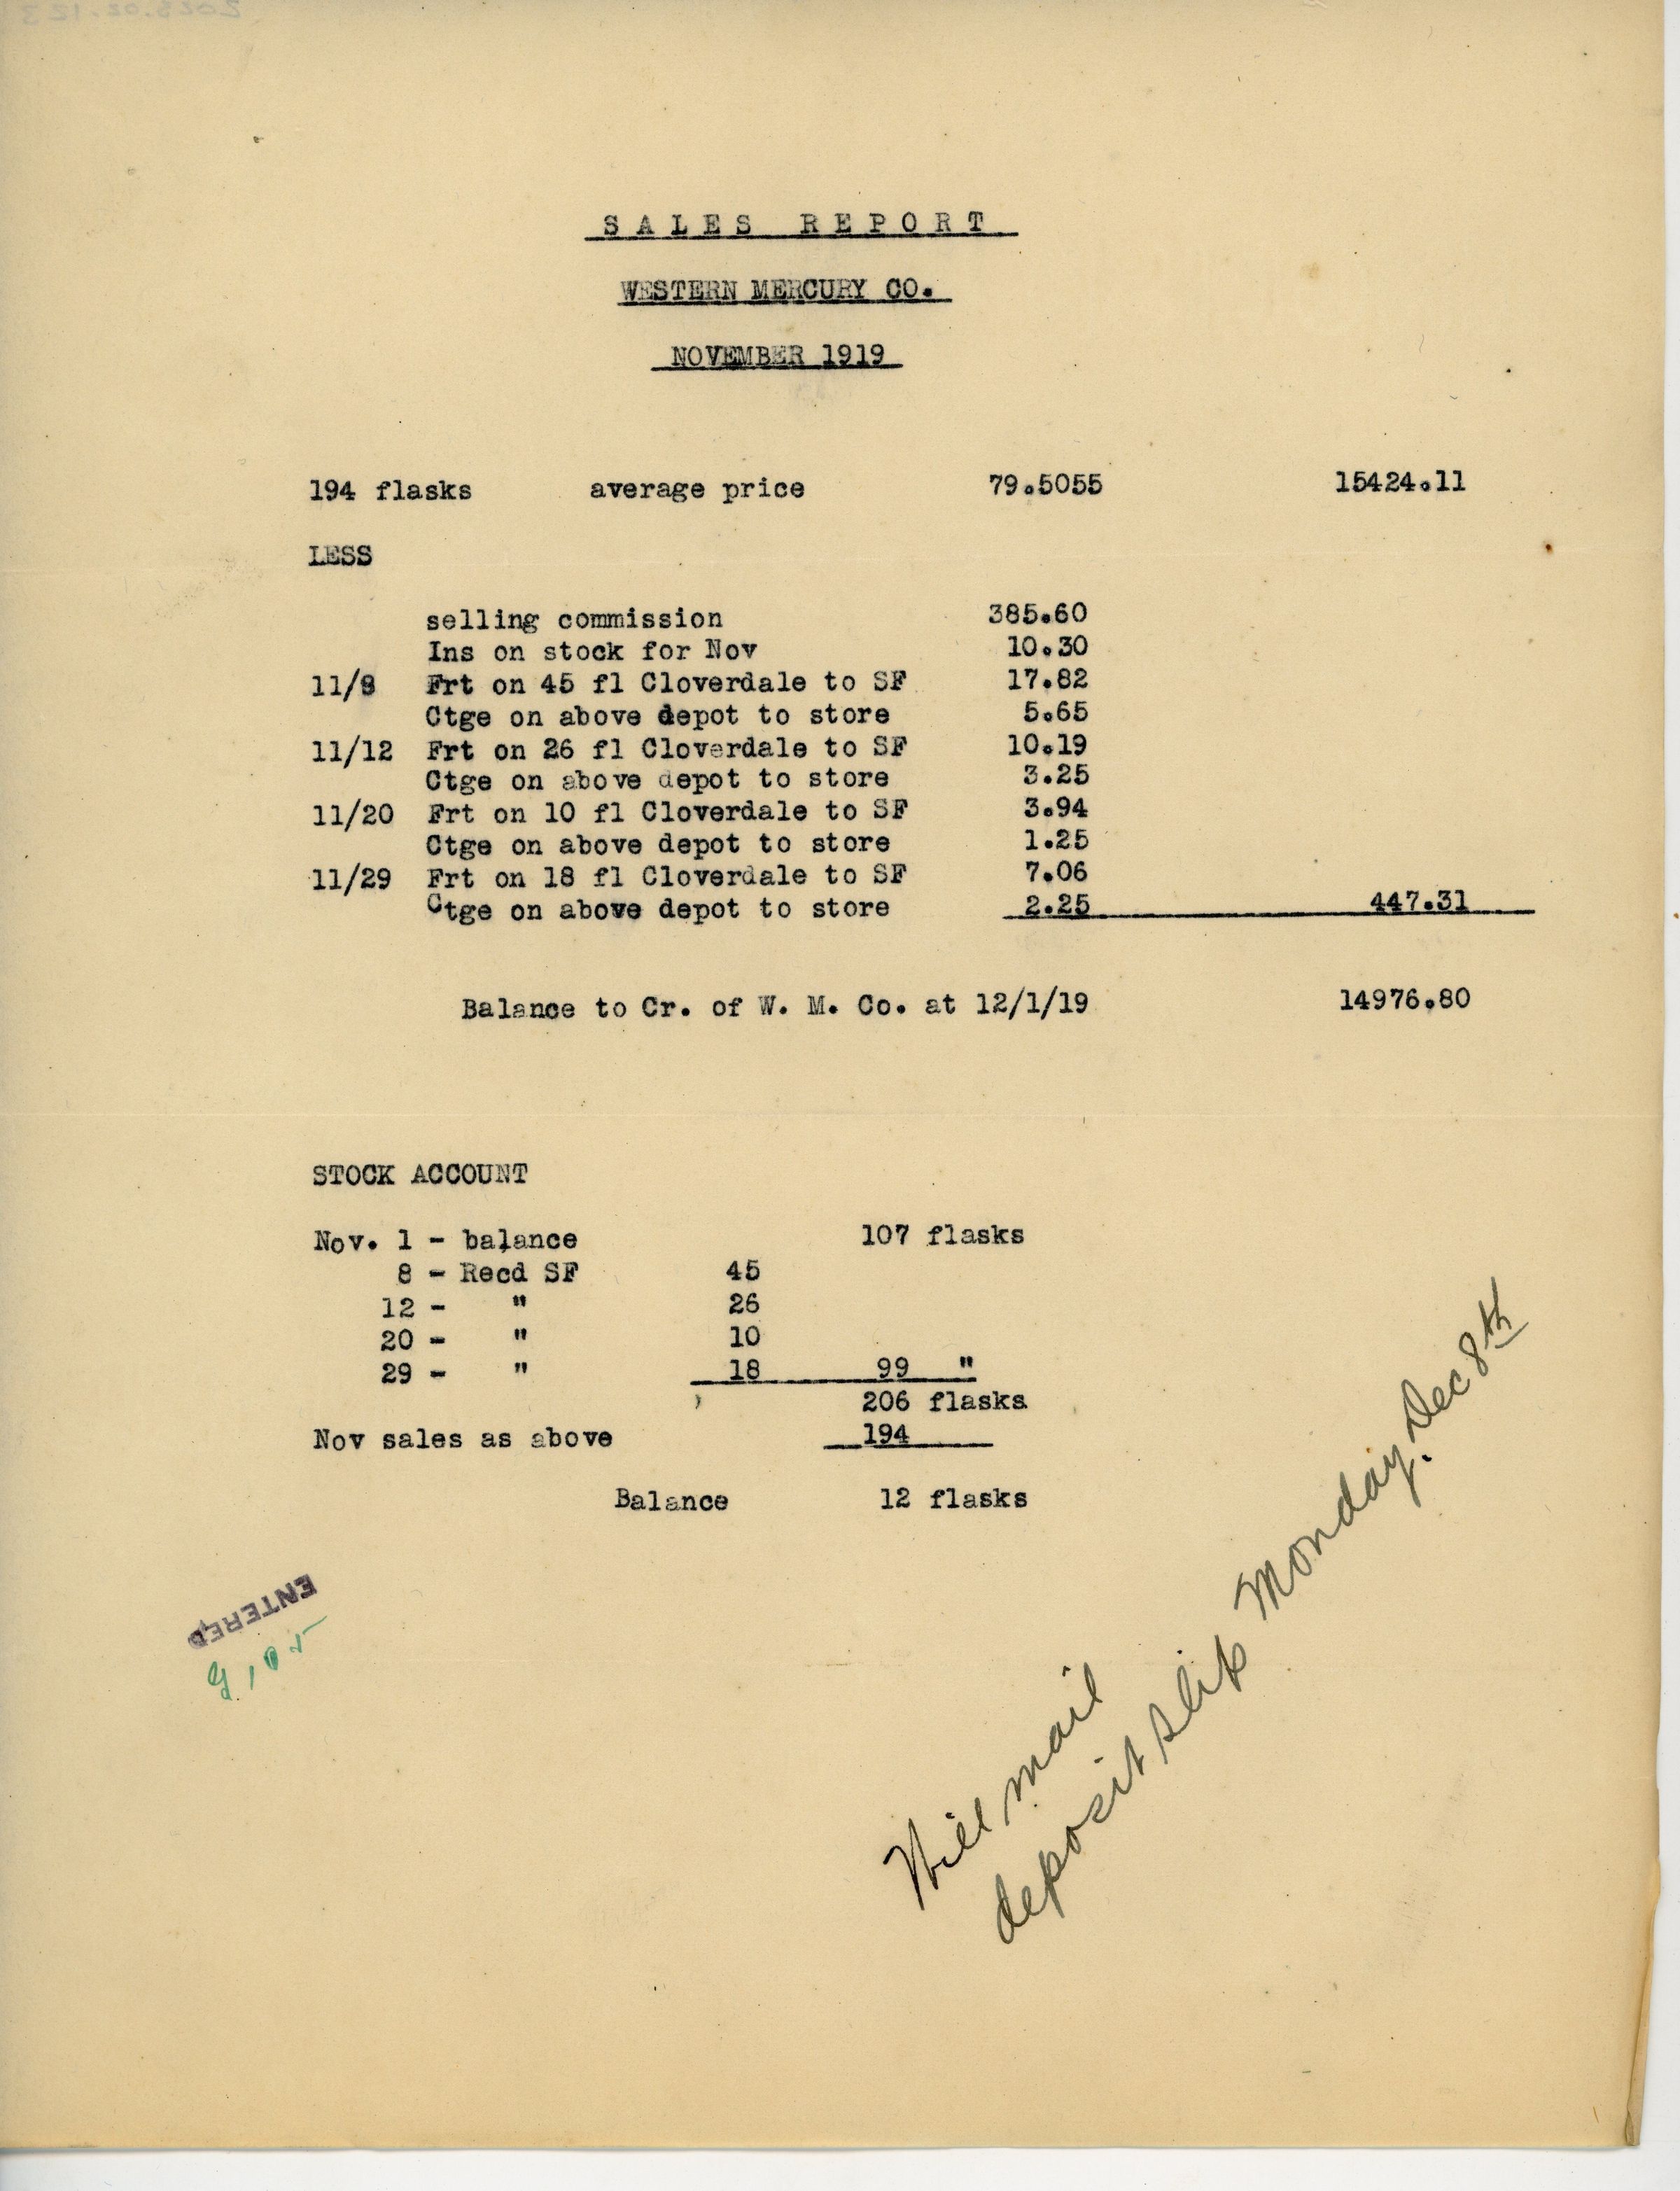 SALES REPORT
WESTERN MERCURY CO.
NOVEMBER 1919
194 flasks average price 79.5055 15424.11
LESS
selling commission 385.60
Ins on stock for Nov 10.30
11/8 Frt on 45 fl Cloverdale to SF 17.82
Ctge on above depot to store 5.65
11/12 Frt on 26 fl Cloverdale to SF 10.19
Ctge on above depot to store 3.25
11/20 Frt on 10 fl Cloverdale to SF 3.94
Ctge on above depot to store 1.25
11/29 Frt on 18 fl Cloverdale to SF 7.06
Ctge on above depot to store 2.25 447.31
Balance to Cr. of W. M. Co. at 12/1/19 14976.80
STOCK ACCOUNT
Nov. 1 - balance 107 flasks
8 - Recd SF 45
12 - " 26
20 - " 10
29 - " 18 99 "
206 flasks
Nov sales as above 194
Balance 12 flasks
ENTERED
Will mail
deposit slip Monday. Dec 8th